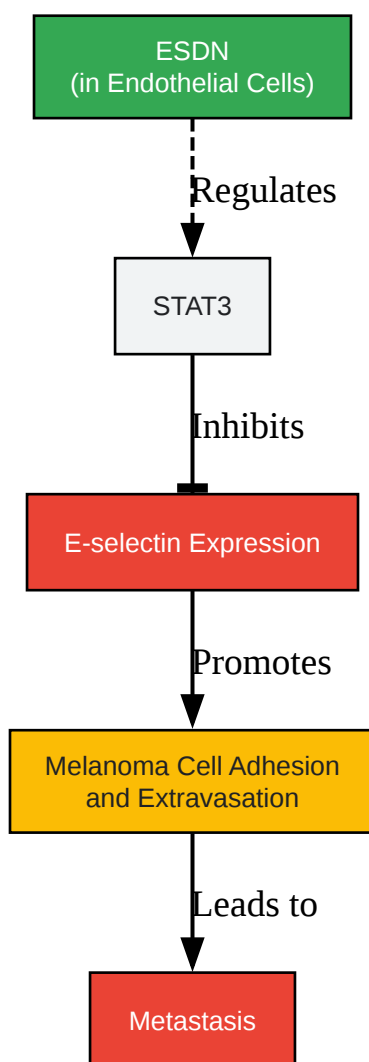 ESDN
(in Endothelial Cells)
Regulates
STAT3
Inhibits
E-selectin Expression
Promotes
Melanoma Cell Adhesion
and Extravasation
Leads to
Metastasis